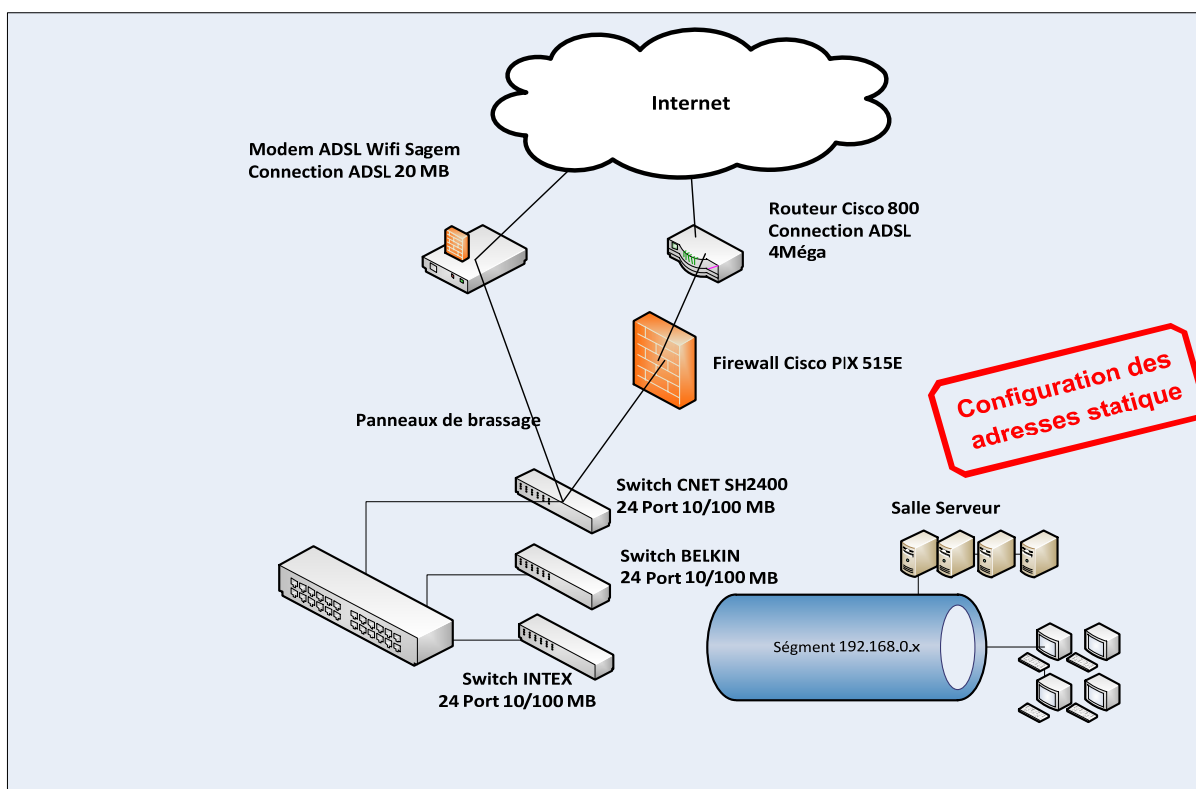 Internet
Modem ADSL Wifi Sagem
Connection ADSL 20 MB
Routeur Cisco 800
Connection ADSL
4Méga
Firewall Cisco PIX 515E
Configuration des
adresses statique
Panneaux de brassage
Switch CNET SH2400
24 Port 10/100 MB
Salle Serveur
Switch BELKIN
24 Port 10/100 MB
Ségment 192.168.0.x
Switch INTEX
24 Port 10/100 MB